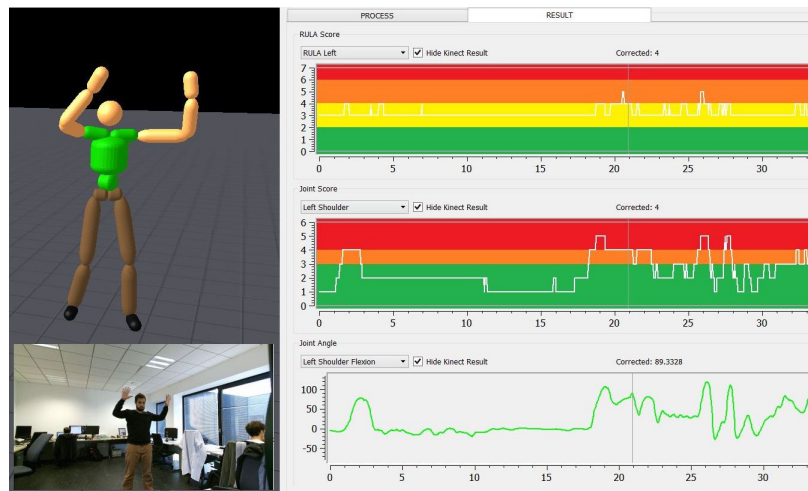 PROCESS RESULT
RULA Score
RULA Left Hide Kinect Result Corrected: 4
7
6
5
4
3
2
1
0
0 5 10 15 20 25 30
Joint Score
Left Shoulder Hide Kinect Result Corrected: 4
6
5
4
3
2
1
0
0 5 10 15 20 25 30
Joint Angle
Left Shoulder Flexion Hide Kinect Result Corrected: 89.3328
100
50
0
-50
0 5 10 15 20 25 30